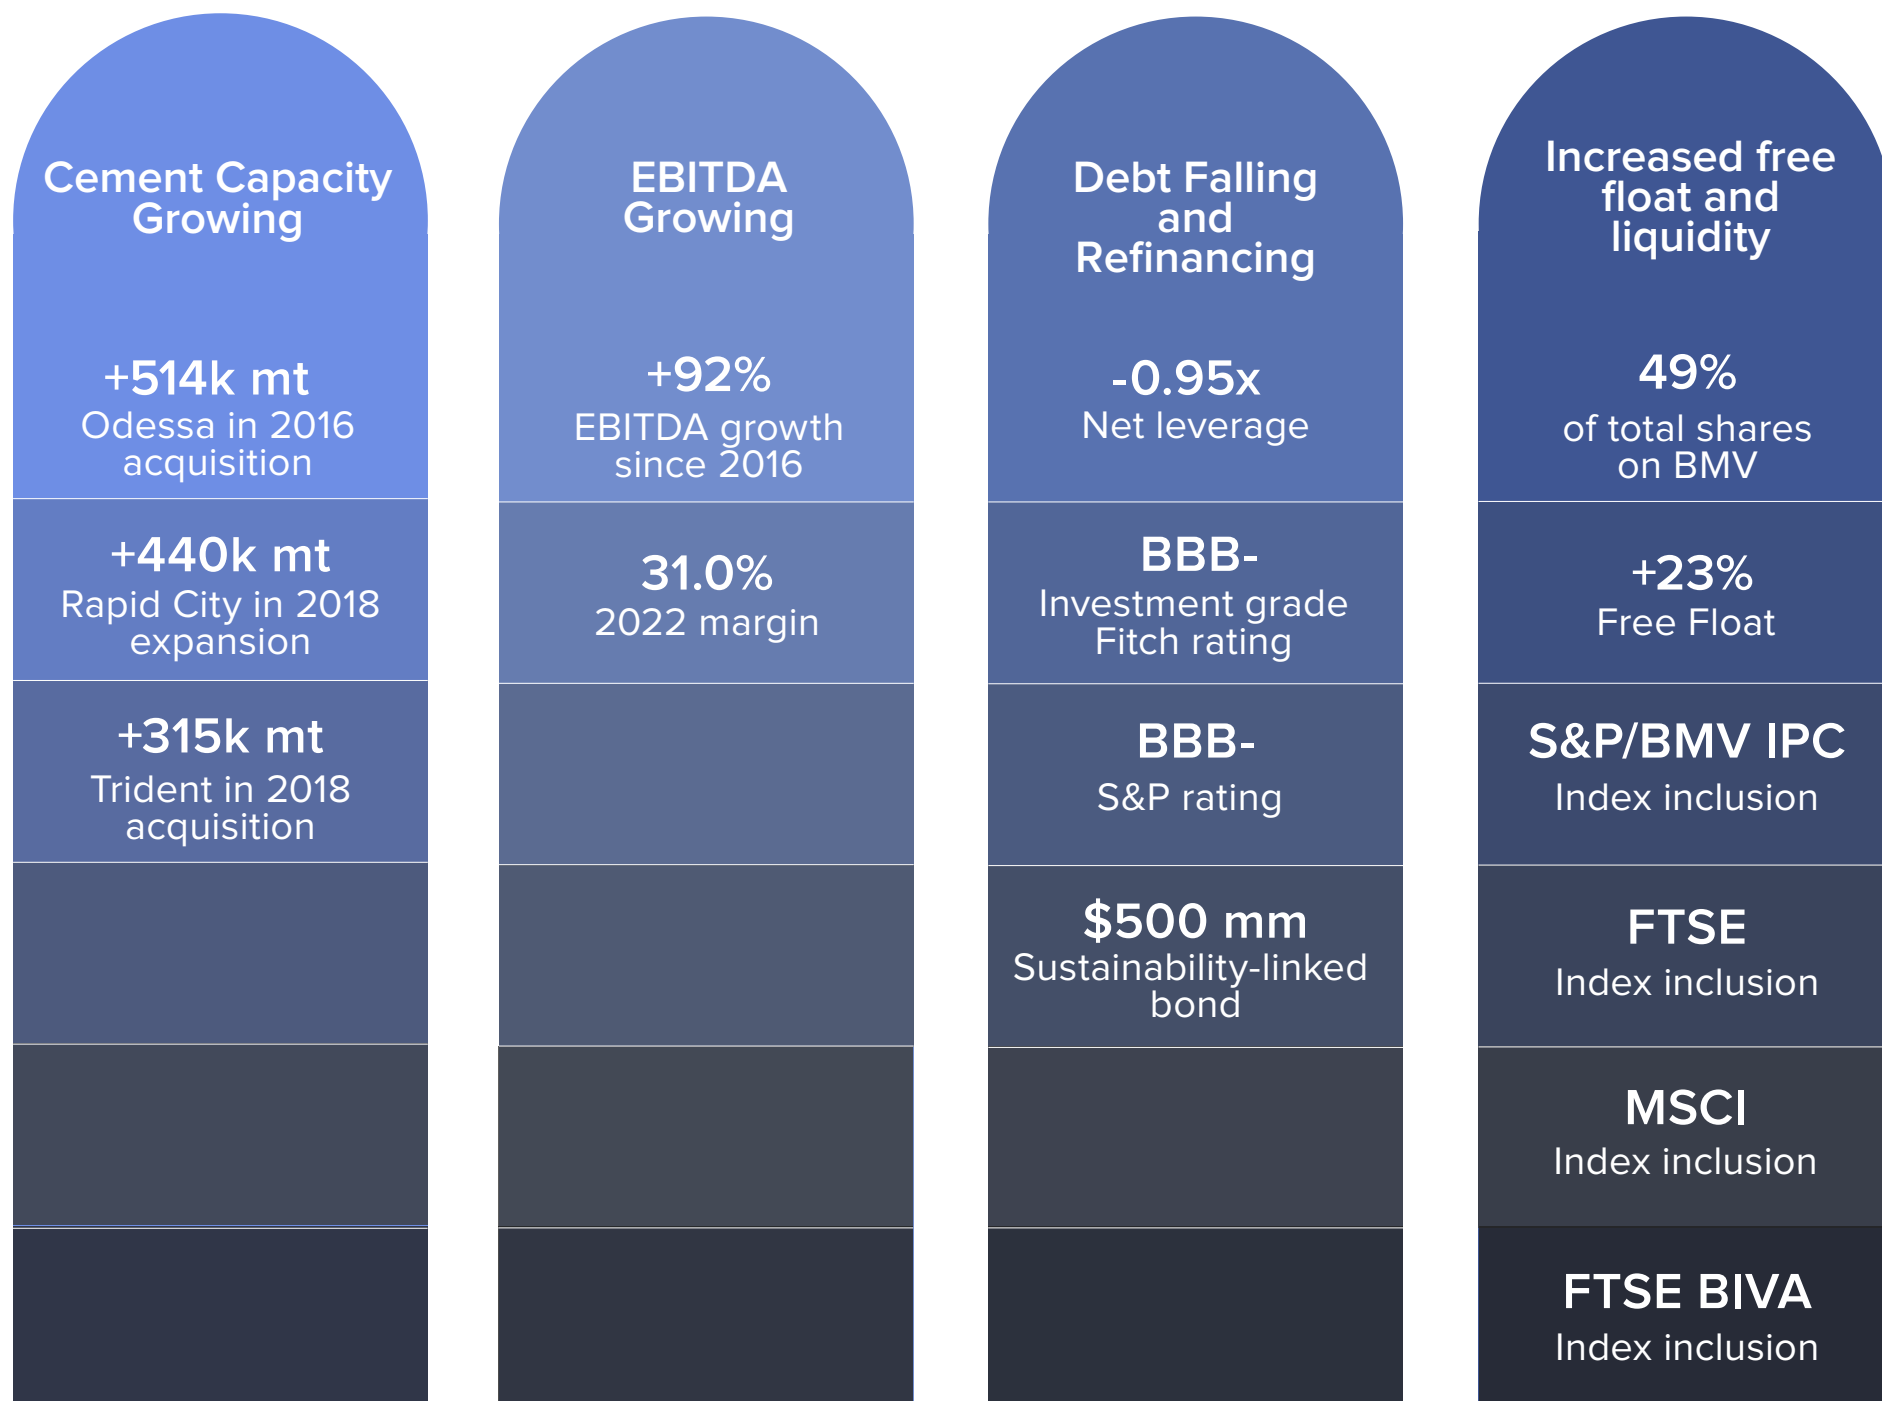 Cement Capacity
Growing
+514k mt
Odessa in 2016
acquisition
+440k mt
Rapid City in 2018
expansion
+315k mt
Trident in 2018
acquisition
EBITDA
Growing
+92%
EBITDA growth
since 2016
31.0%
2022 margin
Debt Falling
and
Refinancing
-0.95x
Net leverage
BBB-
Investment grade
Fitch rating
BBB-
S&P rating
$500 mm
Sustainability-linked
bond
Increased free
float and
liquidity
49%
of total shares
on BMV
+23%
Free Float
S&P/BMV IPC
Index inclusion
FTSE
Index inclusion
MSCI
Index inclusion
FTSE BIVA
Index inclusion